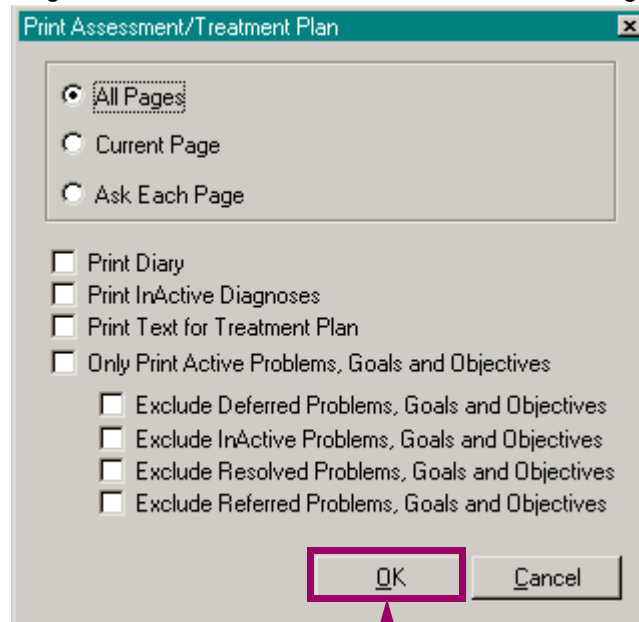 Print Assessment/Treatment Plan
All Pages
Current Page
Ask Each Page
Print Diary
Print InActive Diagnoses
Print Text for Treatment Plan
Only Print Active Problems, Goals and Objectives
Exclude Deferred Problems, Goals and Objectives
Exclude InActive Problems, Goals and Objectives
Exclude Resolved Problems, Goals and Objectives
Exclude Referred Problems, Goals and Objectives
OK Cancel